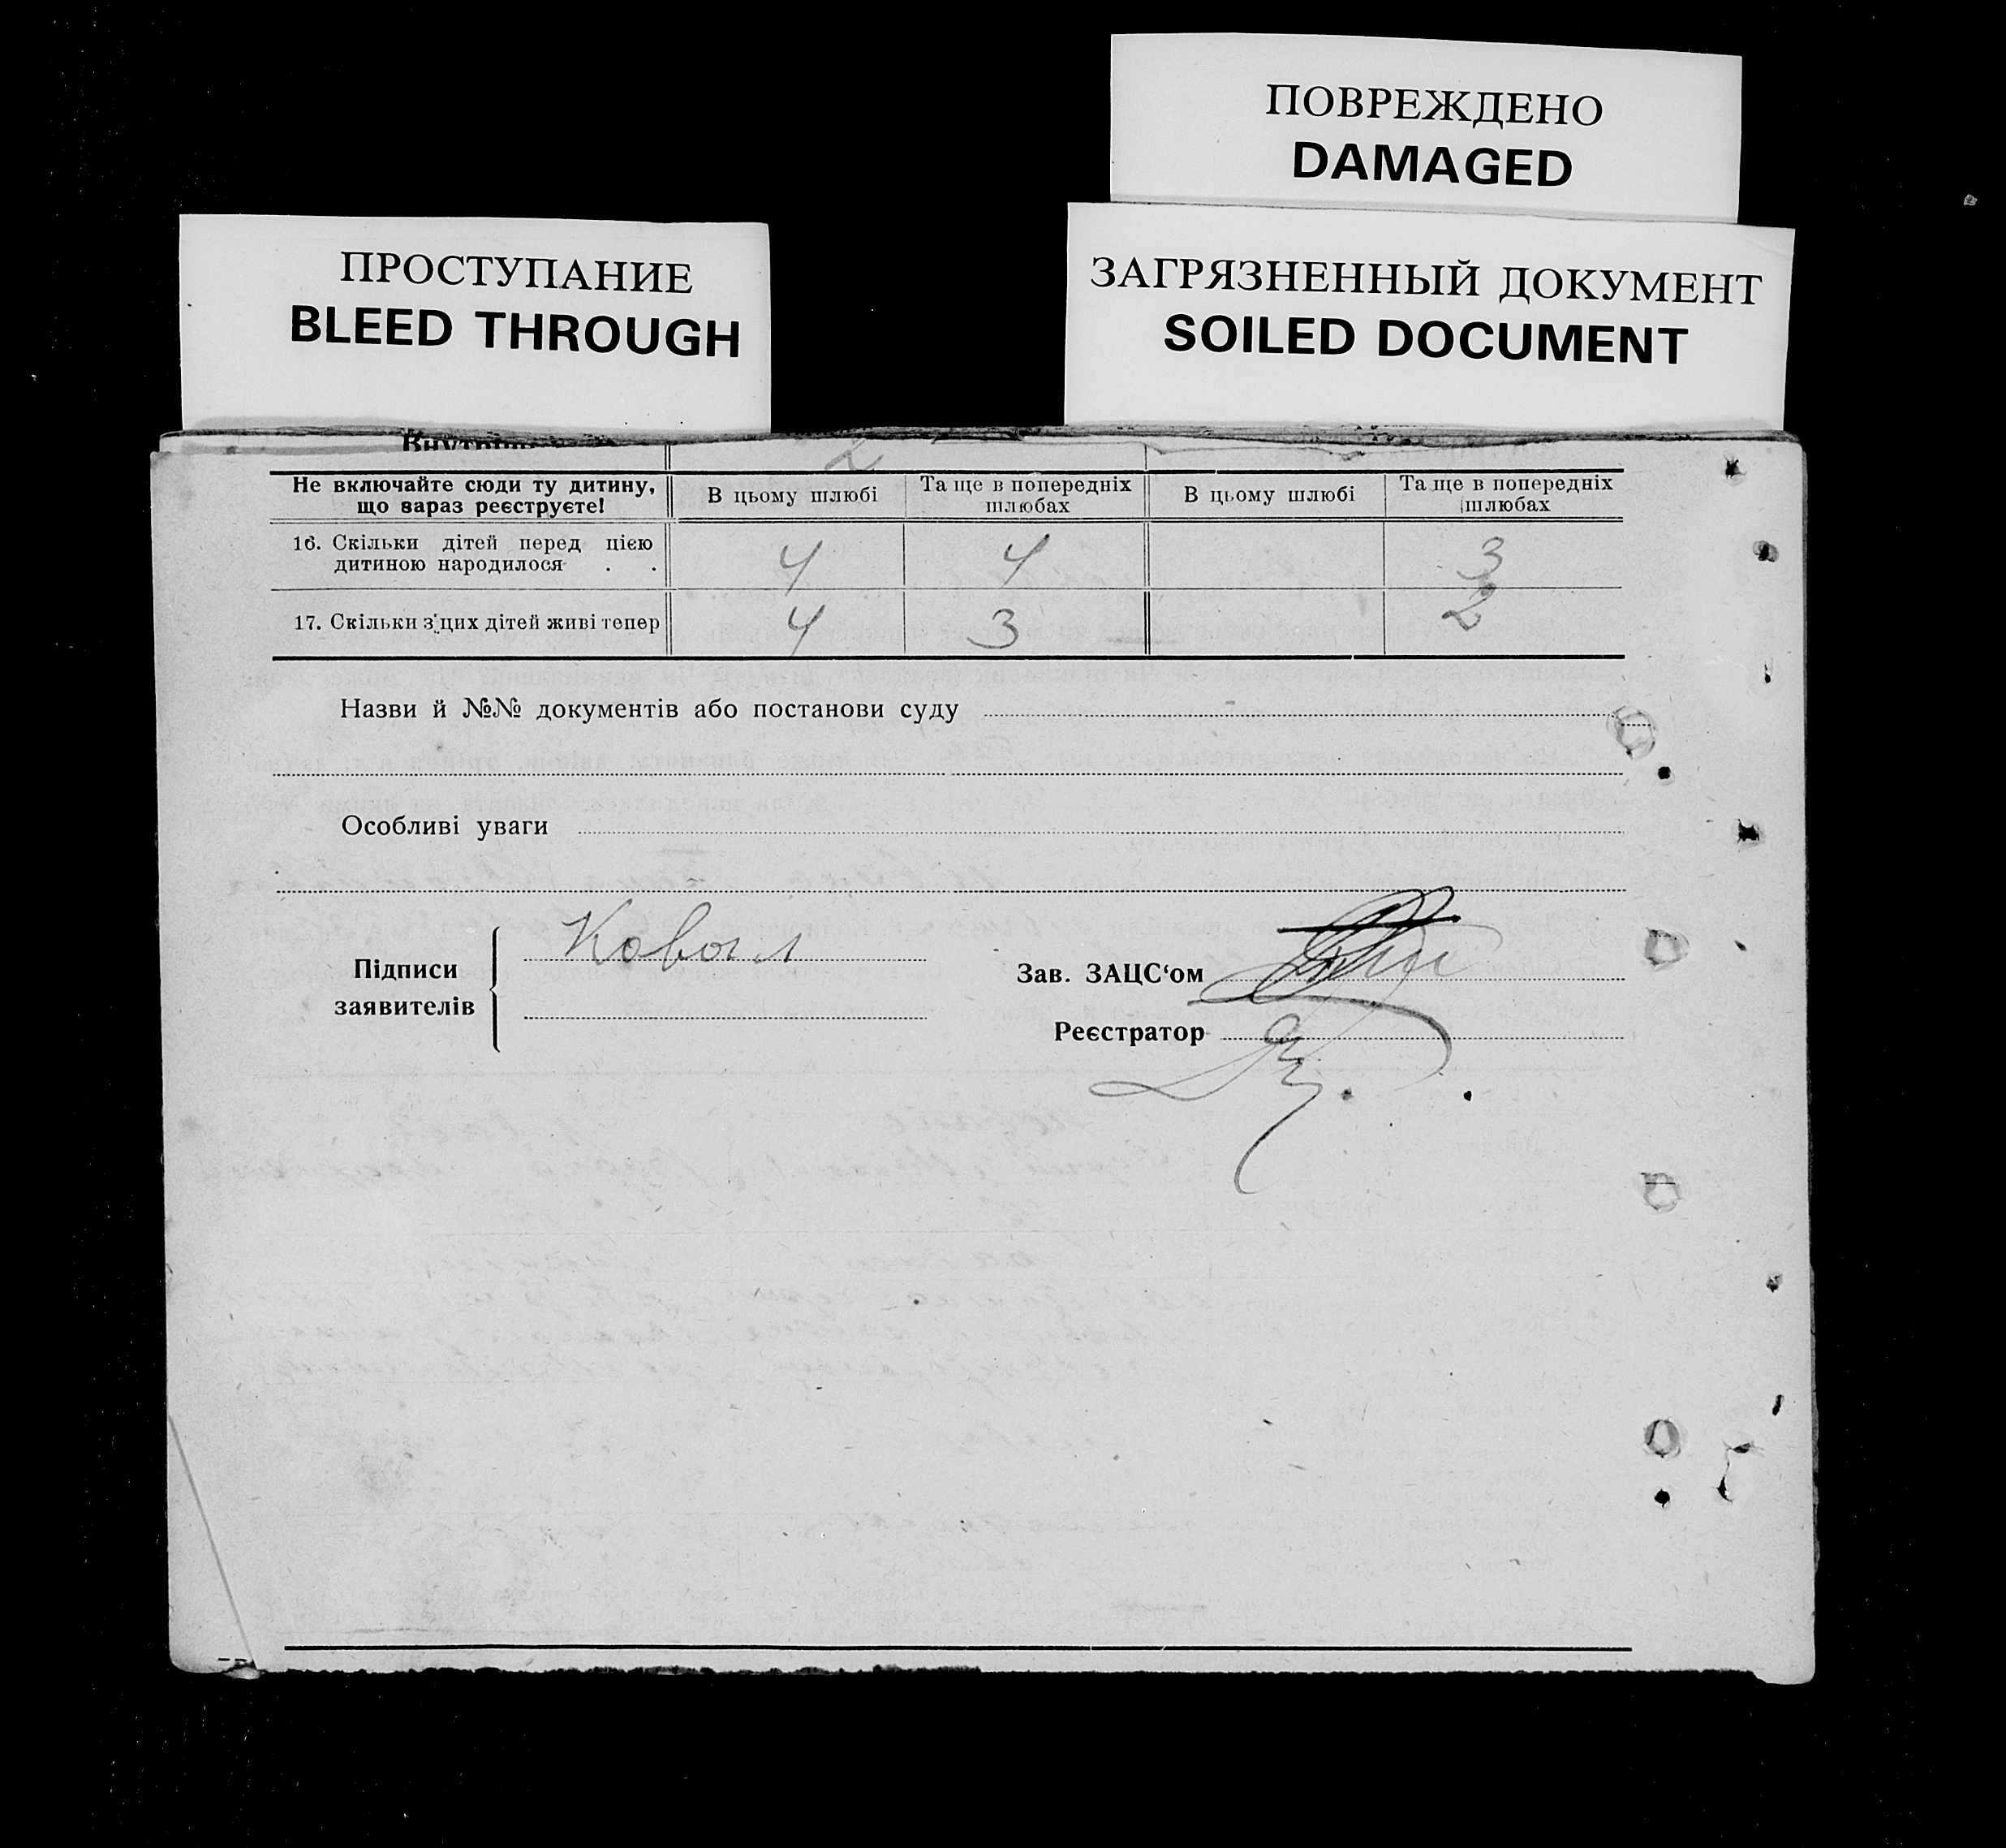 ПОВРЕЖДЕНО
DAMAGED
ПРОСТУПАНИЕ
BLEED THROUGH
ЗАГРЯЗНЕННЫЙ ДОКУМЕНТ
SOILED DOCUMENT
2
Не включайте сюди ту дитину, що вараз реєструєте!
В цьому шлюбі
Та ще в попередніх шлюбах
В цьому шлюбі
Та ще в попередніх шлюбах
16. Скільки дітей перед цією дитиною народилося . .
4
4
3
17. Скільки з цих дітей живі тепер
4
3
2
Назви й №№ документів або постанови суду
Особливі уваги
Підписи заявителів
Коваль
Зав. ЗАЦС‘ом
Реєстратор